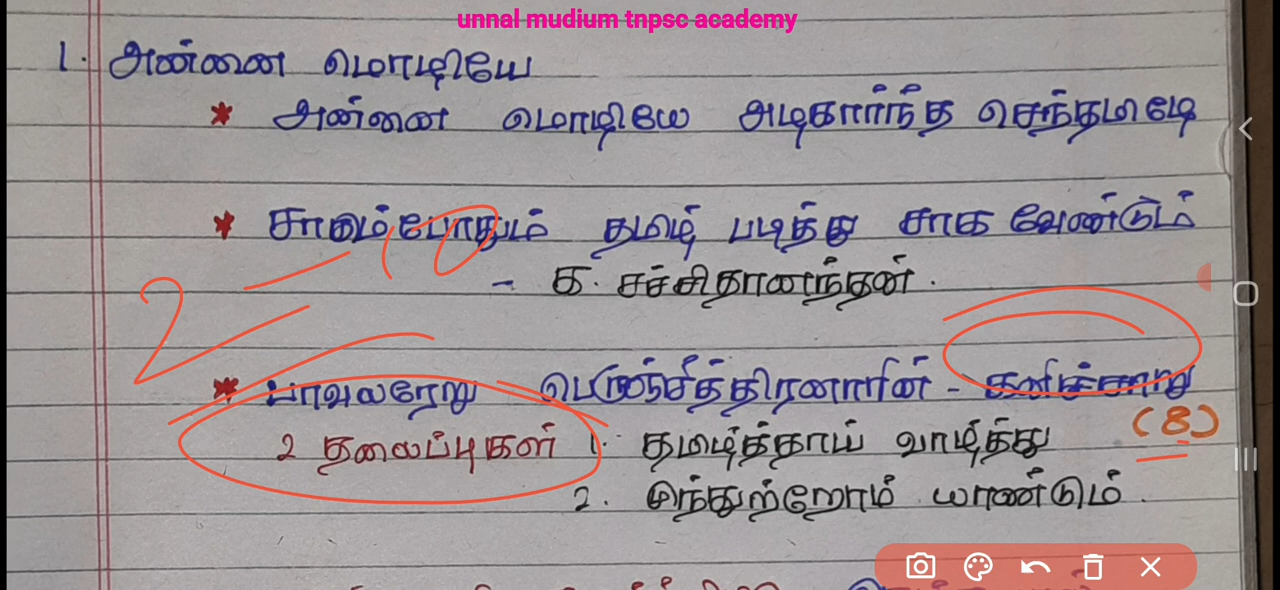 unnal mudium tnpsc academy
1. அன்னை மொழியே
* அன்னை மொழியே அழகார்ந்த செந்தமிழே
* சாகும்போதும் தமிழ் படித்து சாக வேண்டும்
- க. சச்சிதானந்தன்.
* பாவலரேறு பெருஞ்சித்திரனாரின் - கனிச்சாறு
2 தலைப்புகள் 1. தமிழ்த்தாய் வாழ்த்து (8)
2. முந்துற்றோம் யாண்டும்.
2